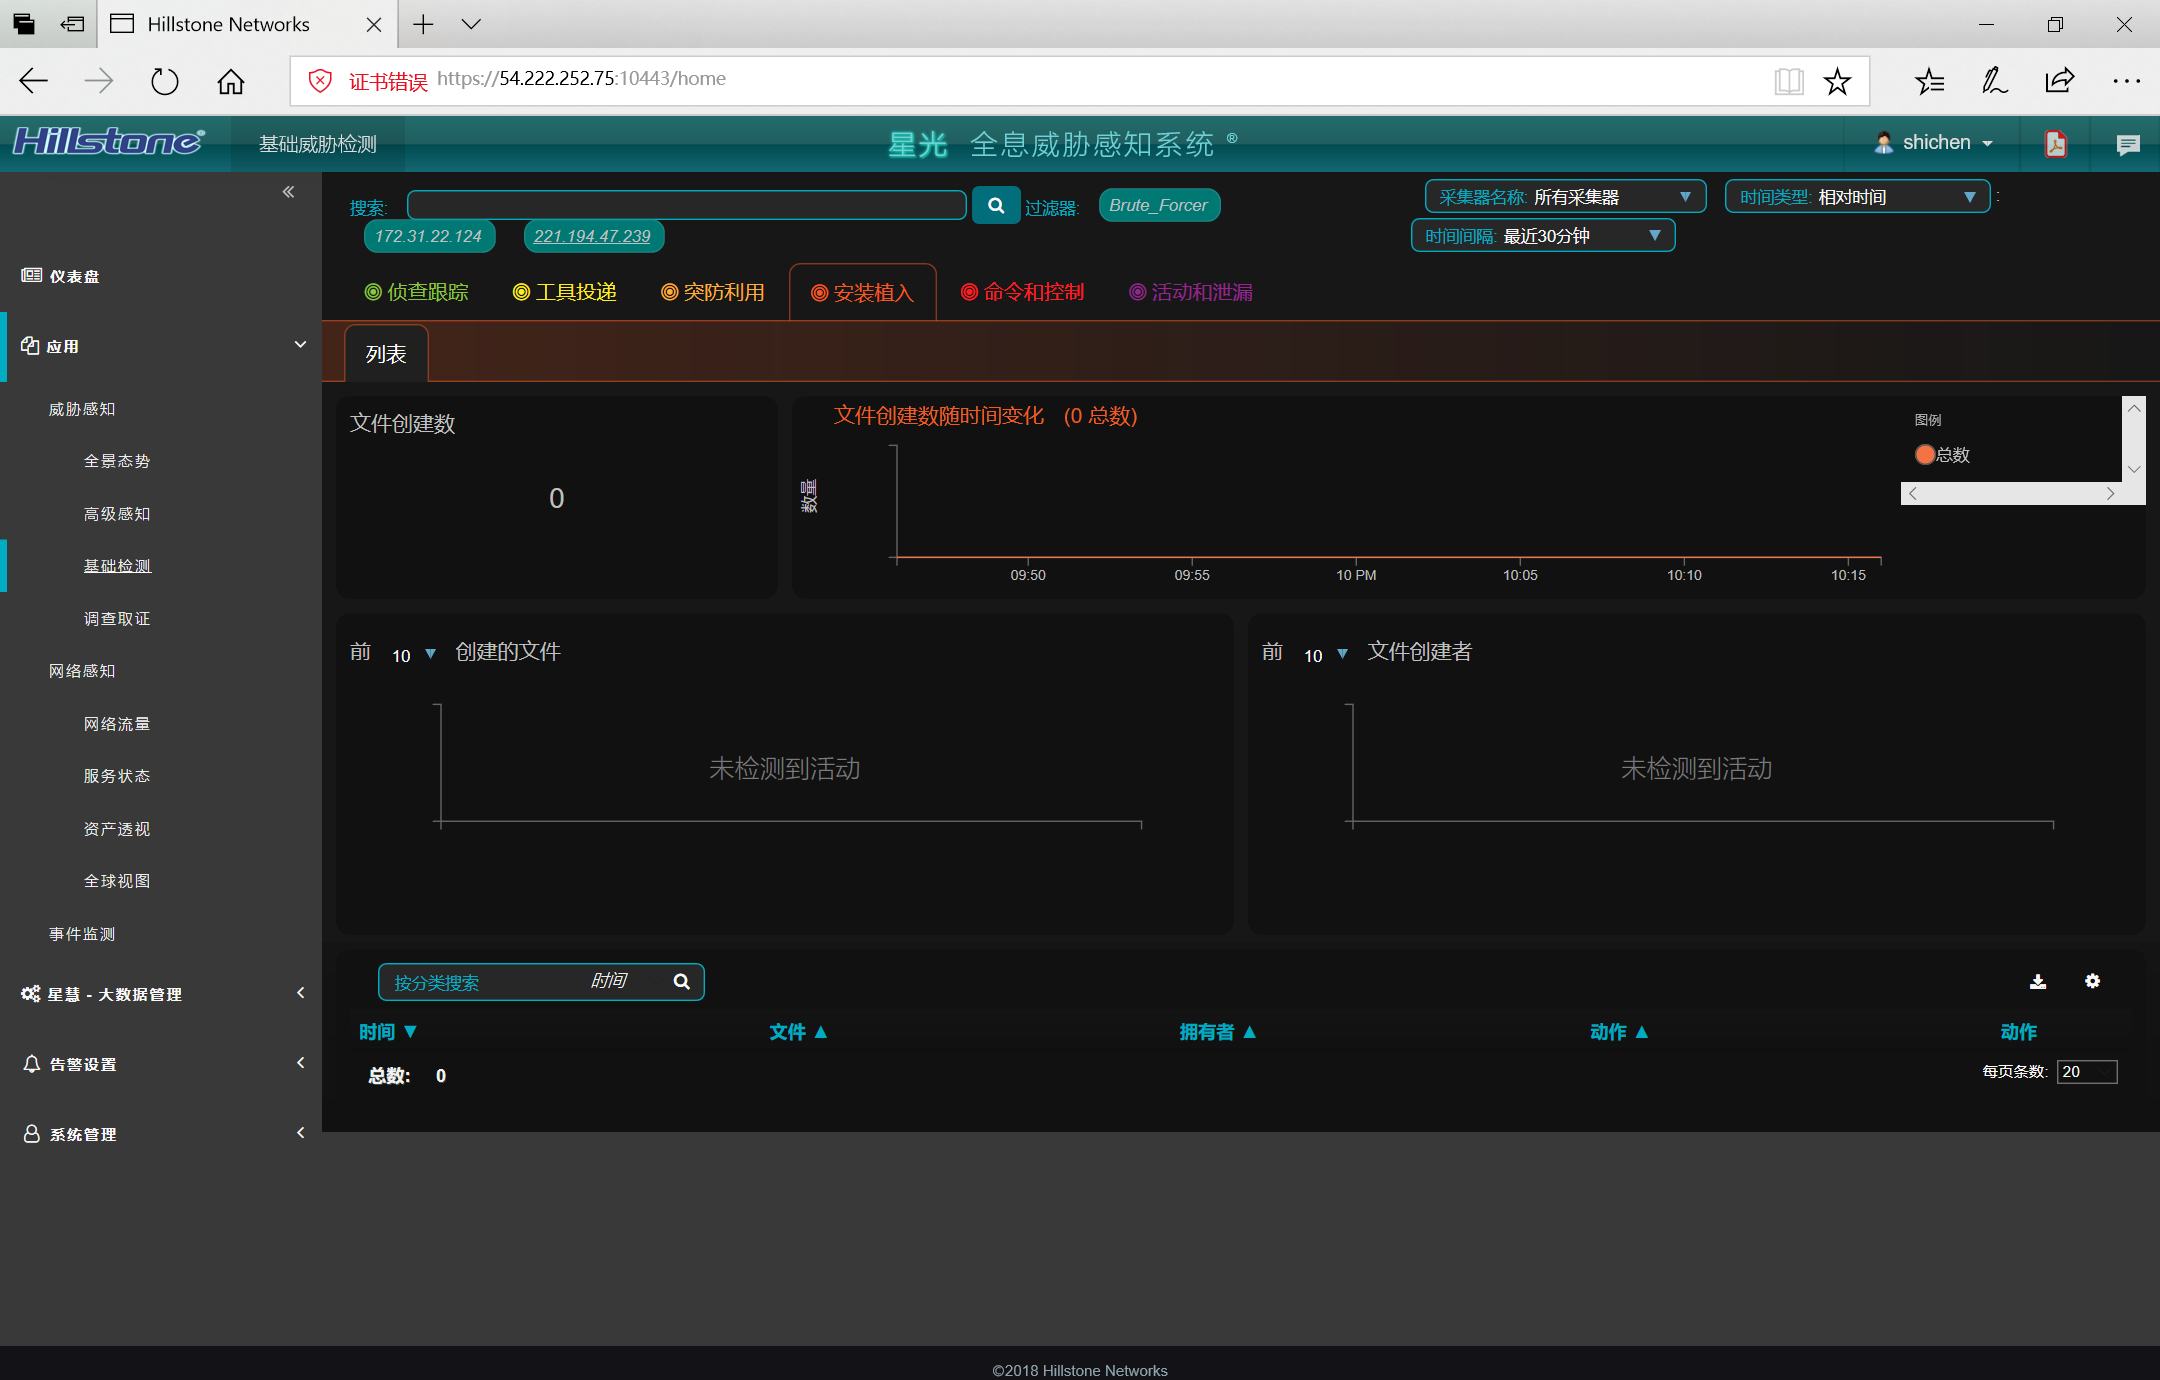 Hillstone Networks
证书错误 https://54.222.252.75:10443/home
Hillstone® 基础威胁检测 星光 全息威胁感知系统 ® shichen
搜索: 过滤器: Brute_Forcer 采集器名称: 所有采集器 ▼ 时间类型: 相对时间 ▼ :
172.31.22.124 221.194.47.239 时间间隔: 最近30分钟 ▼
侦查跟踪 工具投递 突防利用 安装植入 命令和控制 活动和泄漏
列表
仪表盘
应用
威胁感知
全景态势
高级感知
基础检测
调查取证
网络感知
网络流量
服务状态
资产透视
全球视图
事件监测
星慧 - 大数据管理
告警设置
系统管理
文件创建数
0
文件创建数随时间变化 (0 总数)
数量
09:50 09:55 10 PM 10:05 10:10 10:15
图例
总数
前 10 ▼ 创建的文件
未检测到活动
前 10 ▼ 文件创建者
未检测到活动
按分类搜索 时间
时间 ▼ 文件 ▲ 拥有者 ▲ 动作 ▲ 动作
总数: 0 每页条数: 20
©2018 Hillstone Networks